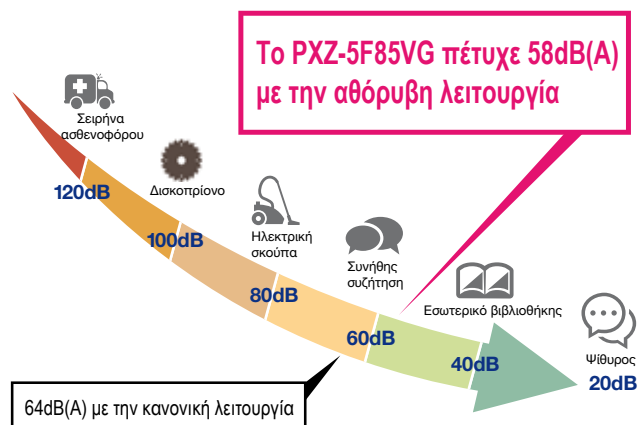 Το PXZ-5F85VG πέτυχε 58dB(A)
με την αθόρυβη λειτουργία
Σειρήνα
ασθενοφόρου
120dB
Δισκοπρίονο
100dB
Ηλεκτρική
σκούπα
80dB
Συνήθης
συζήτηση
60dB
Εσωτερικό βιβλιοθήκης
40dB
Ψίθυρος
20dB
64dB(A) με την κανονική λειτουργία